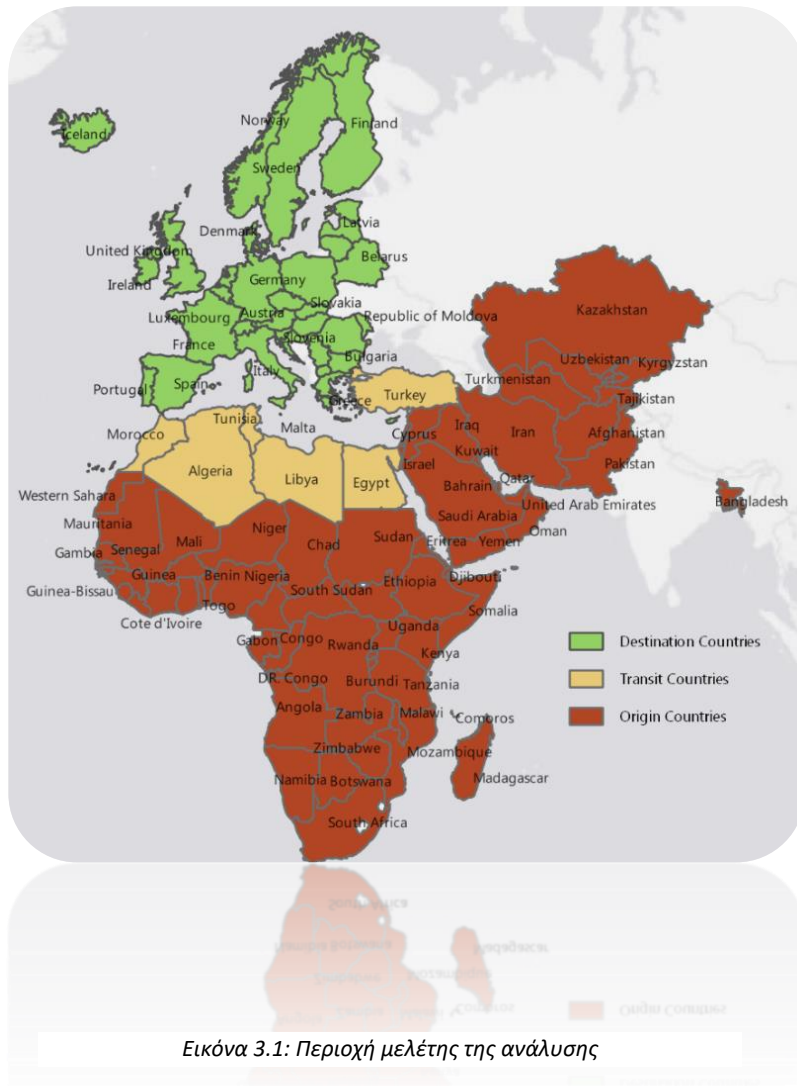 Iceland
Norway
Finland
Sweden
Denmark
Latvia
United Kingdom
Belarus
Ireland
Germany
Slovakia
Luxembourg
Austria
Republic of Moldova
France
Slovenia
Bulgaria
Italy
Portugal
Spain
Greece
Turkey
Malta
Cyprus
Kazakhstan
Uzbekistan
Kyrgyzstan
Turkmenistan
Tajikistan
Afghanistan
Pakistan
Iran
Iraq
Kuwait
Israel
Qatar
Bahrain
United Arab Emirates
Saudi Arabia
Oman
Yemen
Bangladesh
Tunisia
Morocco
Algeria
Libya
Egypt
Western Sahara
Mauritania
Mali
Niger
Chad
Sudan
Eritrea
Gambia
Senegal
Guinea
Guinea-Bissau
Benin
Nigeria
Togo
Cote d'Ivoire
South Sudan
Ethiopia
Djibouti
Somalia
Uganda
Kenya
Gabon
Congo
Rwanda
DR. Congo
Burundi
Tanzania
Angola
Zambia
Malawi
Comoros
Zimbabwe
Mozambique
Namibia
Botswana
Madagascar
South Africa
Destination Countries
Transit Countries
Origin Countries
Εικόνα 3.1: Περιοχή μελέτης της ανάλυσης